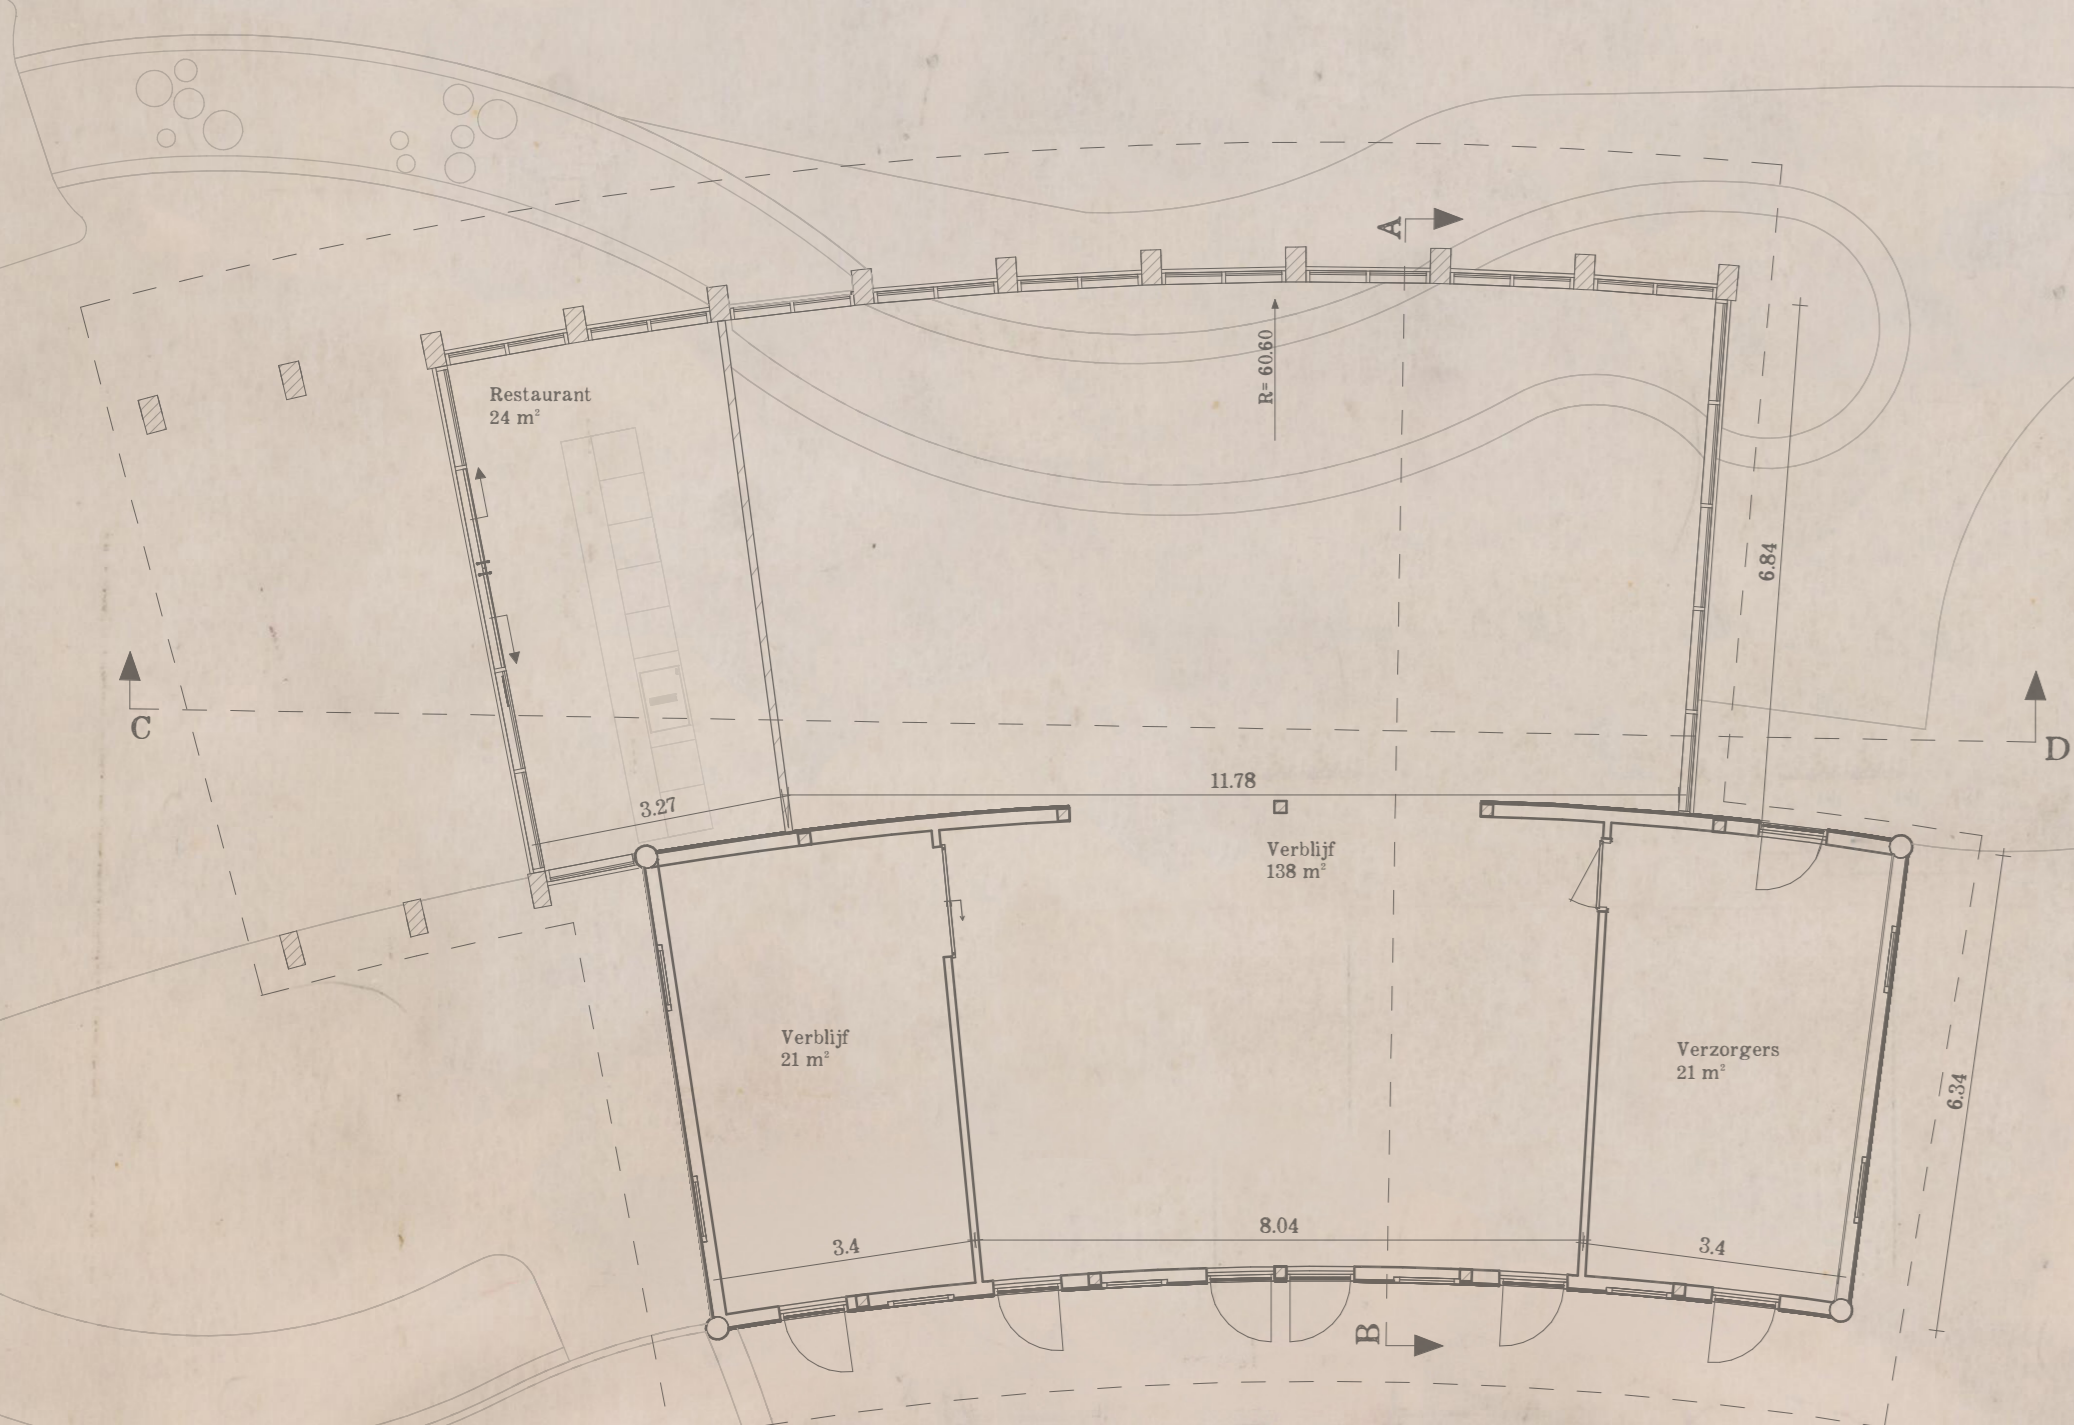 A
R= 60.60
Restaurant
24 m²
6.84
C
D
11.78
3.27
Verblijf
138 m²
Verblijf
21 m²
Verzorgers
21 m²
6.34
3.4
8.04
3.4
B